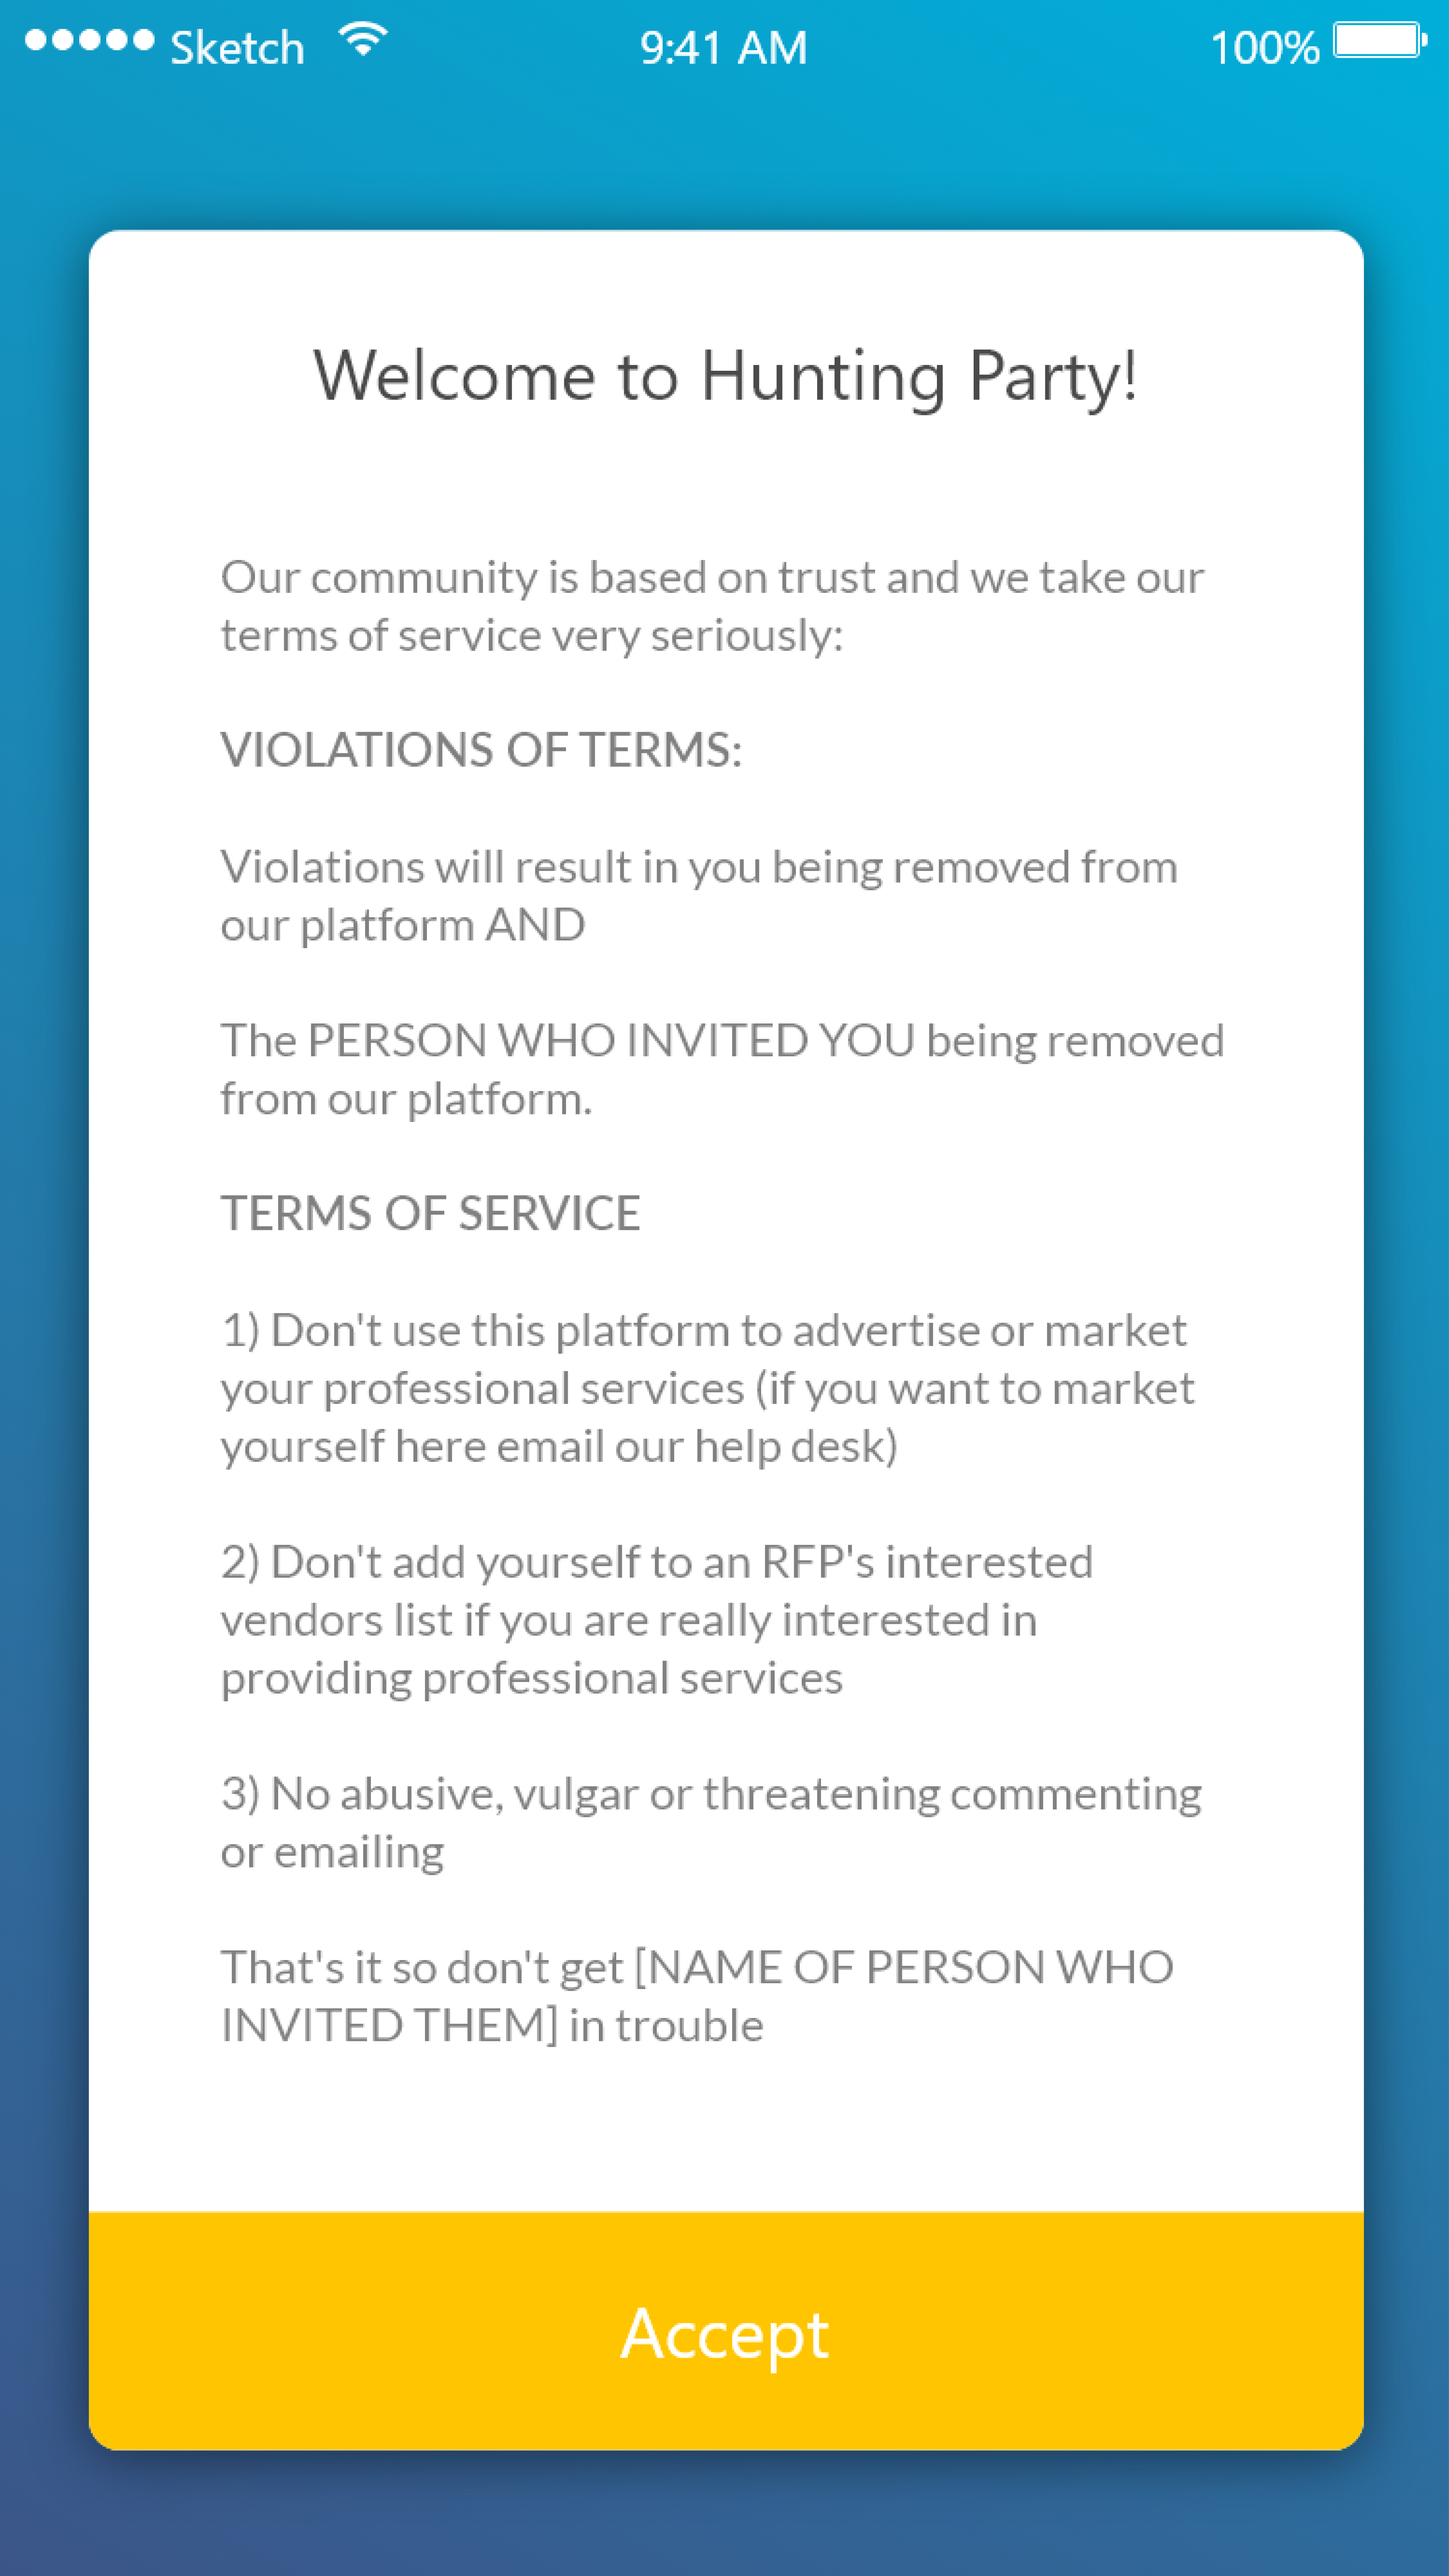 Sketch 9:41 AM 100%
Welcome to Hunting Party!
Our community is based on trust and we take our
terms of service very seriously:
VIOLATIONS OF TERMS:
Violations will result in you being removed from
our platform AND
The PERSON WHO INVITED YOU being removed
from our platform.
TERMS OF SERVICE
1) Don't use this platform to advertise or market
your professional services (if you want to market
yourself here email our help desk)
2) Don't add yourself to an RFP's interested
vendors list if you are really interested in
providing professional services
3) No abusive, vulgar or threatening commenting
or emailing
That's it so don't get [NAME OF PERSON WHO
INVITED THEM] in trouble
Accept